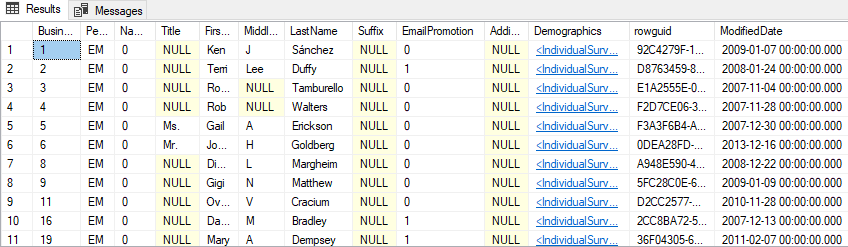 Results Messages
Busin... Pe... Na... Title Firs... Middl... LastName Suffix EmailPromotion Addi... Demographics rowguid ModifiedDate
1 1 EM 0 NULL Ken J Sánchez NULL 0 NULL <IndividualSurv... 92C4279F-1... 2009-01-07 00:00:00.000
2 2 EM 0 NULL Terri Lee Duffy NULL 1 NULL <IndividualSurv... D8763459-8... 2008-01-24 00:00:00.000
3 3 EM 0 NULL Ro... NULL Tamburello NULL 0 NULL <IndividualSurv... E1A2555E-0... 2007-11-04 00:00:00.000
4 4 EM 0 NULL Rob NULL Walters NULL 0 NULL <IndividualSurv... F2D7CE06-3... 2007-11-28 00:00:00.000
5 5 EM 0 Ms. Gail A Erickson NULL 0 NULL <IndividualSurv... F3A3F6B4-A... 2007-12-30 00:00:00.000
6 6 EM 0 Mr. Jo... H Goldberg NULL 0 NULL <IndividualSurv... 0DEA28FD-... 2013-12-16 00:00:00.000
7 8 EM 0 NULL Di... L Margheim NULL 0 NULL <IndividualSurv... A948E590-4... 2008-12-22 00:00:00.000
8 9 EM 0 NULL Gigi N Matthew NULL 0 NULL <IndividualSurv... 5FC28C0E-6... 2009-01-09 00:00:00.000
9 11 EM 0 NULL Ov... V Cracium NULL 0 NULL <IndividualSurv... D2CC2577-... 2010-11-28 00:00:00.000
10 16 EM 0 NULL Da... M Bradley NULL 1 NULL <IndividualSurv... 2CC8BA72-5... 2007-12-13 00:00:00.000
11 19 EM 0 NULL Mary A Dempsey NULL 1 NULL <IndividualSurv... 36F04305-6... 2011-02-07 00:00:00.000